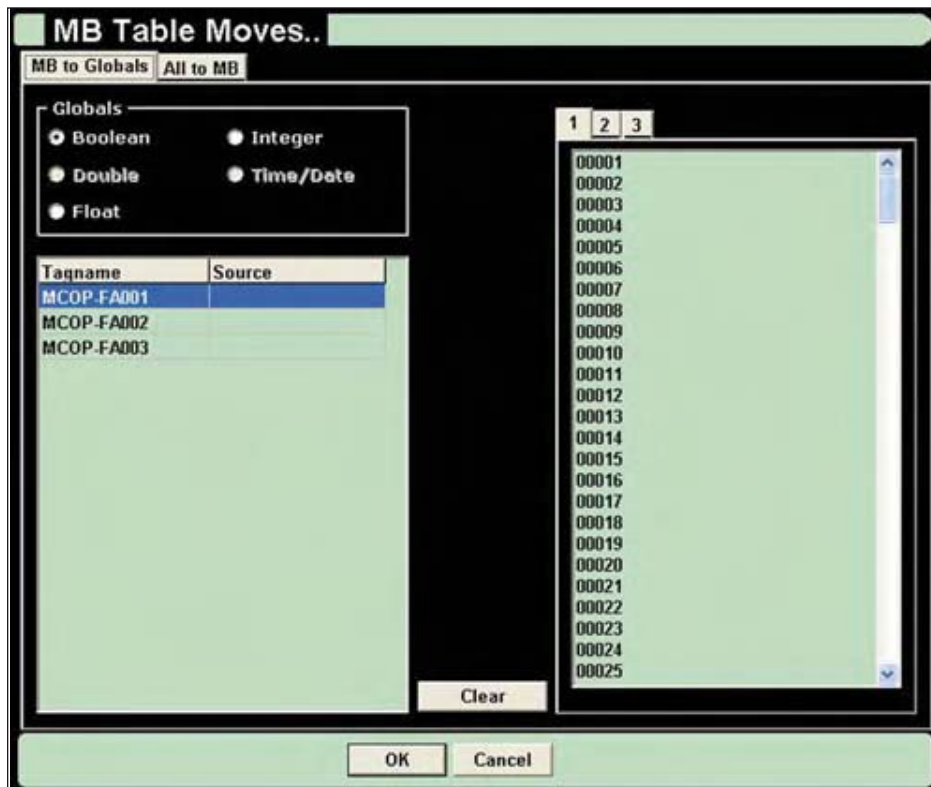 MB Table Moves..
MB to Globals All to MB
Globals
Boolean Integer
Double Time/Date
Float
Tagname Source
MCOP-FA001
MCOP-FA002
MCOP-FA003
1 2 3
00001
00002
00003
00004
00005
00006
00007
00008
00009
00010
00011
00012
00013
00014
00015
00016
00017
00018
00019
00020
00021
00022
00023
00024
00025
Clear
OK Cancel